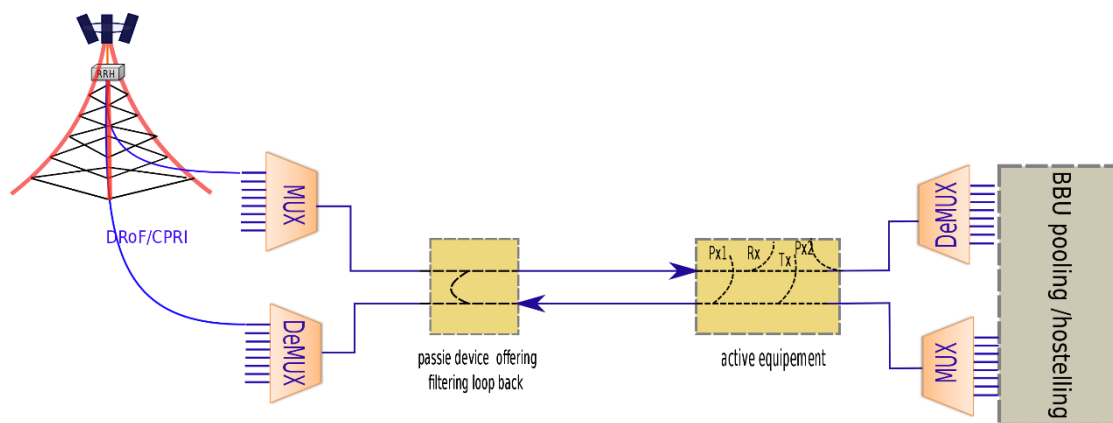 RRH
MUX
DRoF/CPRI
DeMUX
passie device offering
filtering loop back
Px1
Rx
Tx
Px2
active equipement
DeMUX
MUX
BBU pooling /hostelling